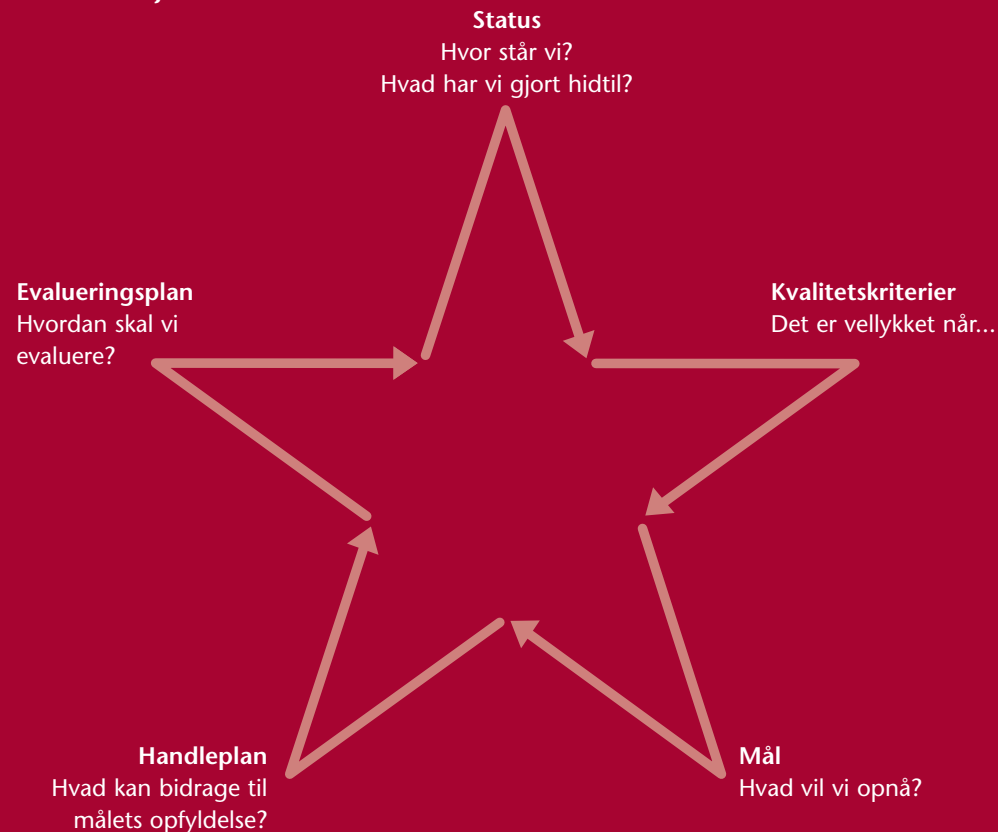 Status
Hvor står vi?
Hvad har vi gjort hidtil?
Evalueringsplan
Hvordan skal vi
evaluere?
Kvalitetskriterier
Det er vellykket når...
Handleplan
Hvad kan bidrage til
målets opfyldelse?
Mål
Hvad vil vi opnå?